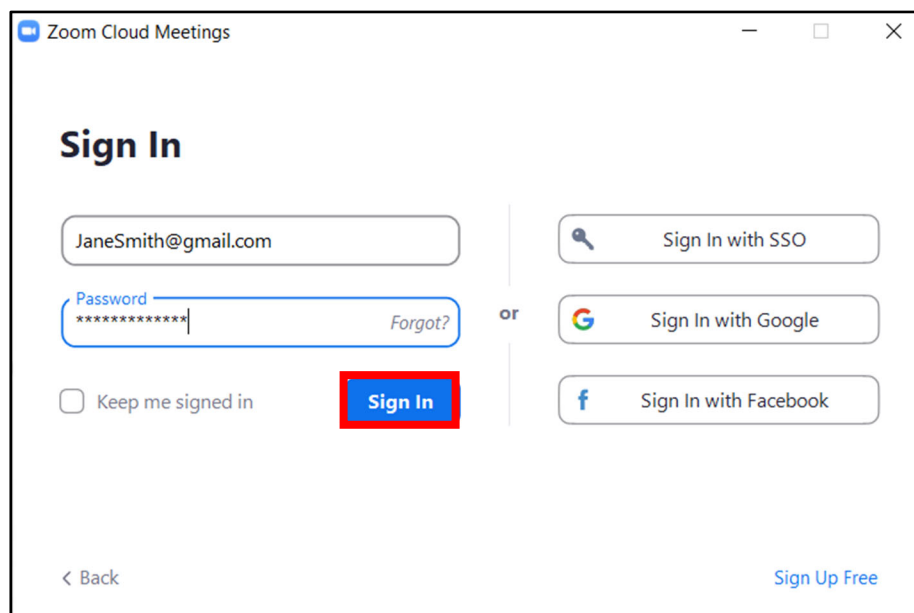 Zoom Cloud Meetings
Sign In
JaneSmith@gmail.com
Password
*************
Forgot?
Keep me signed in
Sign In
or
Sign In with SSO
Sign In with Google
Sign In with Facebook
Back
Sign Up Free